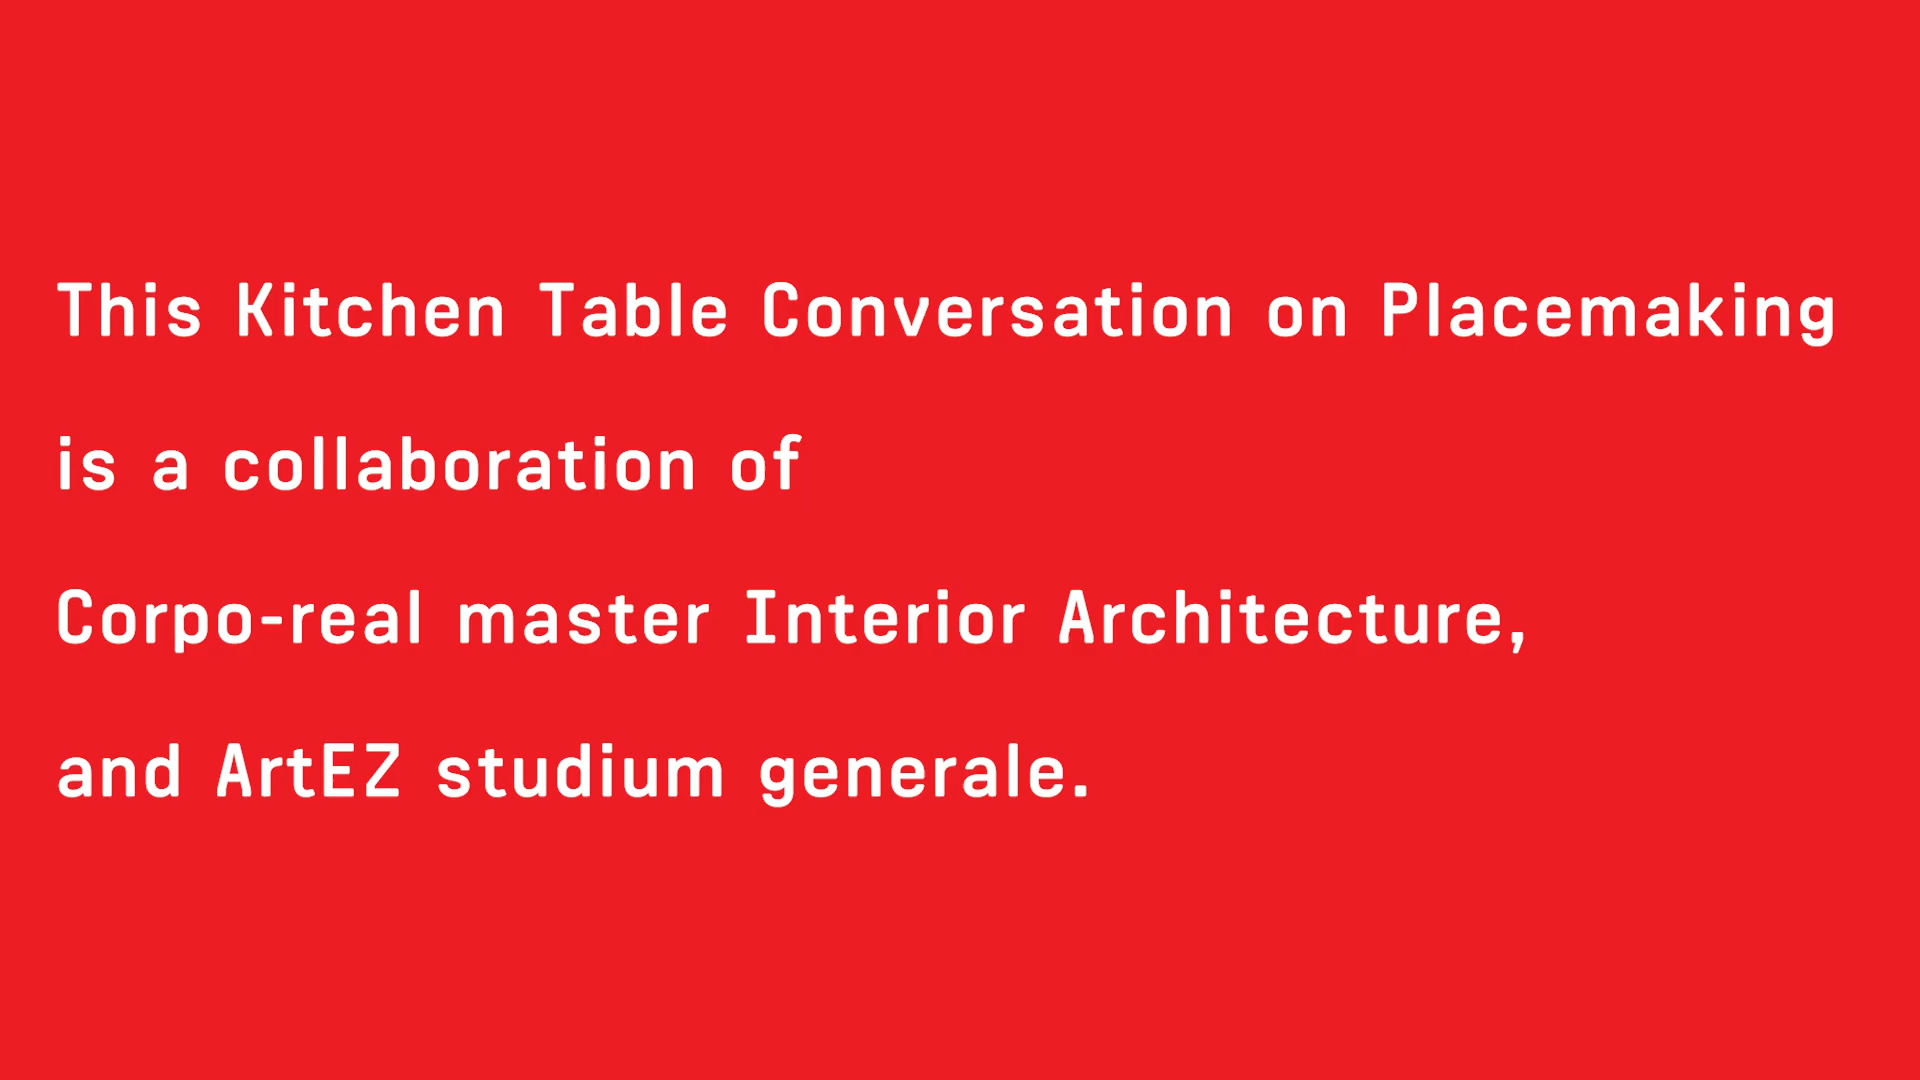 This Kitchen Table Conversation on Placemaking
is a collaboration of
Corpo-real master Interior Architecture,
and ArtEZ studium generale.